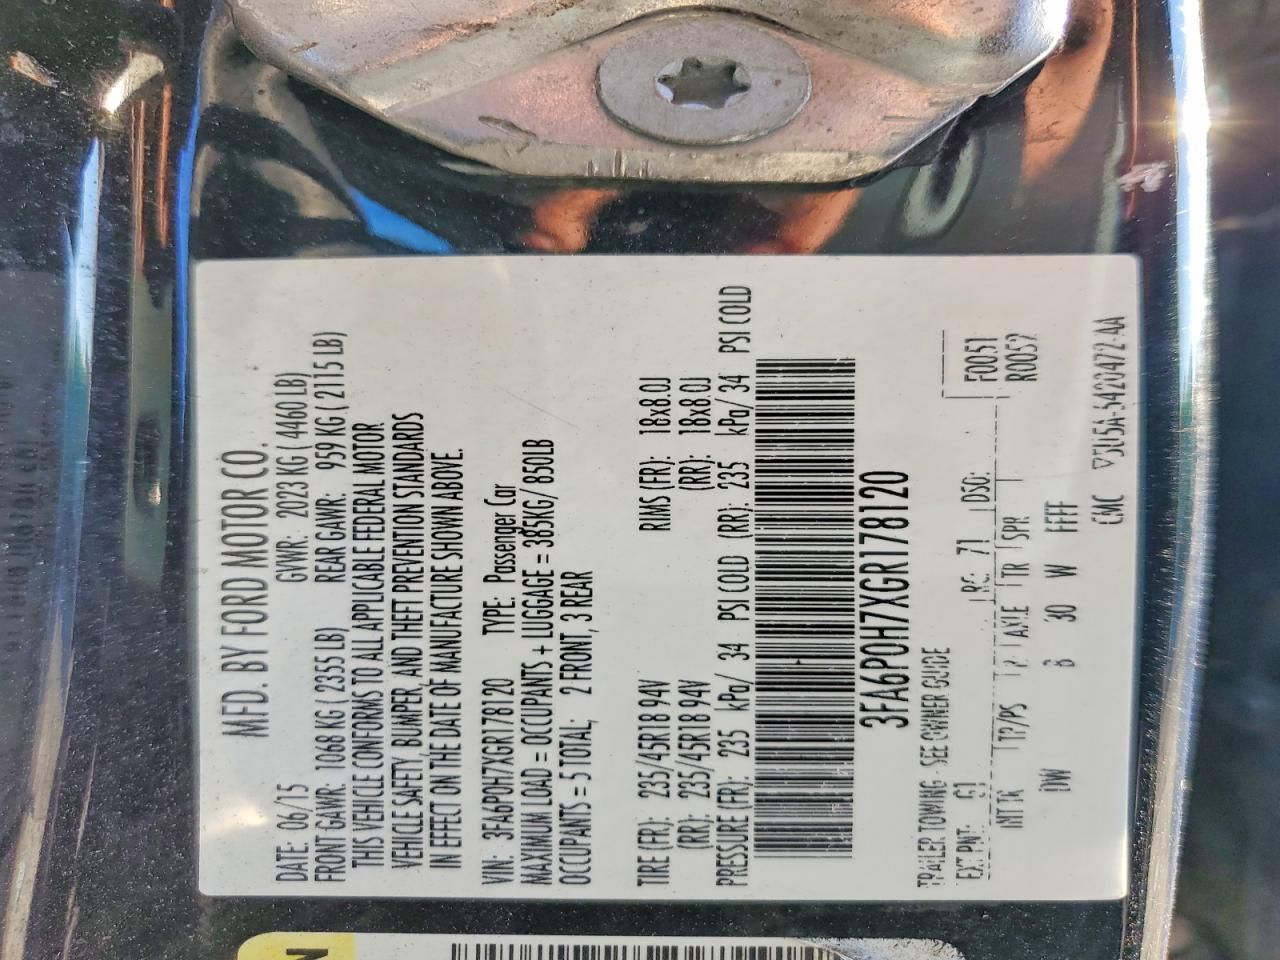 MFD. BY FORD MOTOR CO.
DATE: 06/15 GVWR: 2023 KG (4460 LB)
FRONT GAWR: 1068 KG (2355 LB) REAR GAWR: 959 KG (2115 LB)
THIS VEHICLE CONFORMS TO ALL APPLICABLE FEDERAL MOTOR
VEHICLE SAFETY, BUMPER, AND THEFT PREVENTION STANDARDS
IN EFFECT ON THE DATE OF MANUFACTURE SHOWN ABOVE.
VIN: 3FA6P0H7XGR178120 TYPE: Passenger Car
MAXIMUM LOAD = OCCUPANTS + LUGGAGE = 385KG/ 850LB
OCCUPANTS = 5 TOTAL; 2 FRONT, 3 REAR
TIRE (FR): 235/45R18 94V RIMS (FR): 18x8.0J
(RR): 235/45R18 94V (RR): 18x8.0J
PRESSURE (FR): 235 kPa/ 34 PSI COLD (RR): 235 kPa/ 34 PSI COLD
3FA6P0H7XGR178120
TRAILER TOWING - SEE OWNER GUIDE
EXT PNT: G1 RC: 71 DSO: F0051
R0052
INT TR TP/PS R AXLE TR SPR
DW B 30 W FFFF
CMC
N